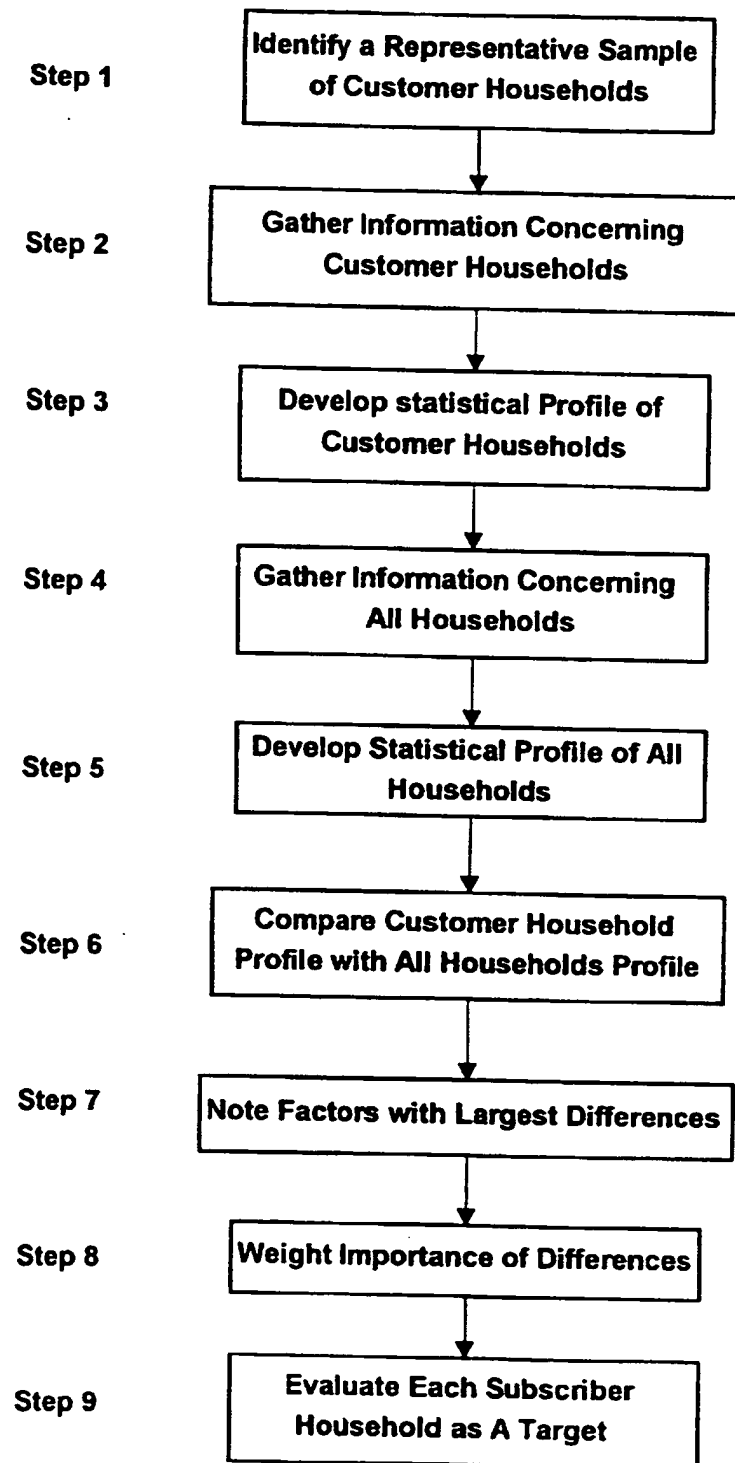 Step 1
Identify a Representative Sample
of Customer Households
Step 2
Gather Information Concerning
Customer Households
Step 3
Develop statistical Profile of
Customer Households
Step 4
Gather Information Concerning
All Households
Step 5
Develop Statistical Profile of All
Households
Step 6
Compare Customer Household
Profile with All Households Profile
Step 7
Note Factors with Largest Differences
Step 8
Weight Importance of Differences
Step 9
Evaluate Each Subscriber
Household as A Target